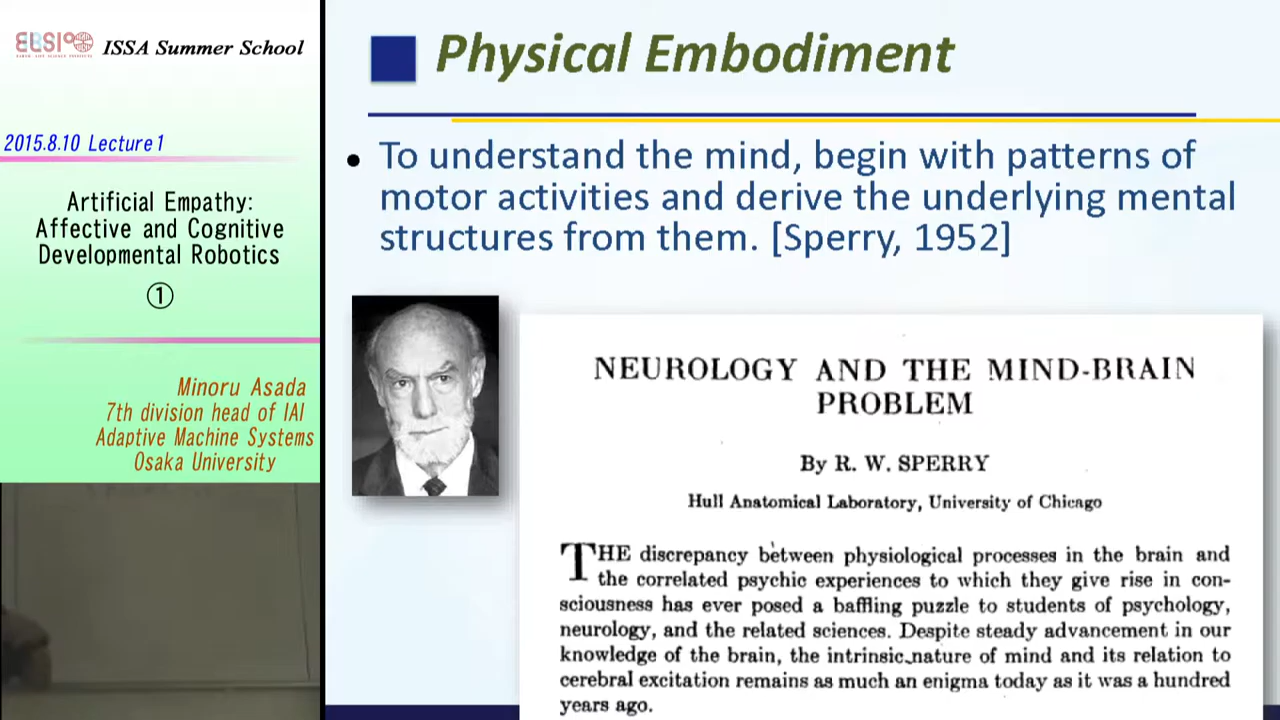 ELSI
ISSA Summer School
2015.8.10 Lecture1
Artificial Empathy:
Affective and Cognitive
Developmental Robotics
①
Minoru Asada
7th division head of IAI
Adaptive Machine Systems
Osaka University
Physical Embodiment
• To understand the mind, begin with patterns of
motor activities and derive the underlying mental
structures from them. [Sperry, 1952]
NEUROLOGY AND THE MIND-BRAIN
PROBLEM
By R. W. SPERRY
Hull Anatomical Laboratory, University of Chicago
THE discrepancy between physiological processes in the brain and
the correlated psychic experiences to which they give rise in con-
sciousness has ever posed a baffling puzzle to students of psychology,
neurology, and the related sciences. Despite steady advancement in our
knowledge of the brain, the intrinsic nature of mind and its relation to
cerebral excitation remains as much an enigma today as it was a hundred
years ago.